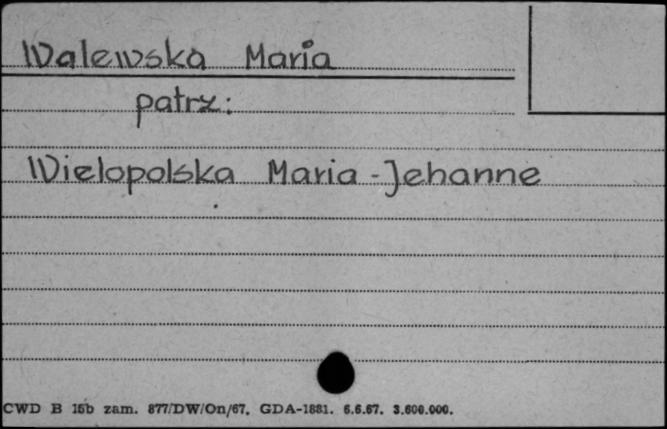 Walewska Maria
patrz:
Wielopolska Maria-Jehanne
CWD B 15b zam. 877/DW/On/67. GDA-1881. 6.6.67. 3.600.000.